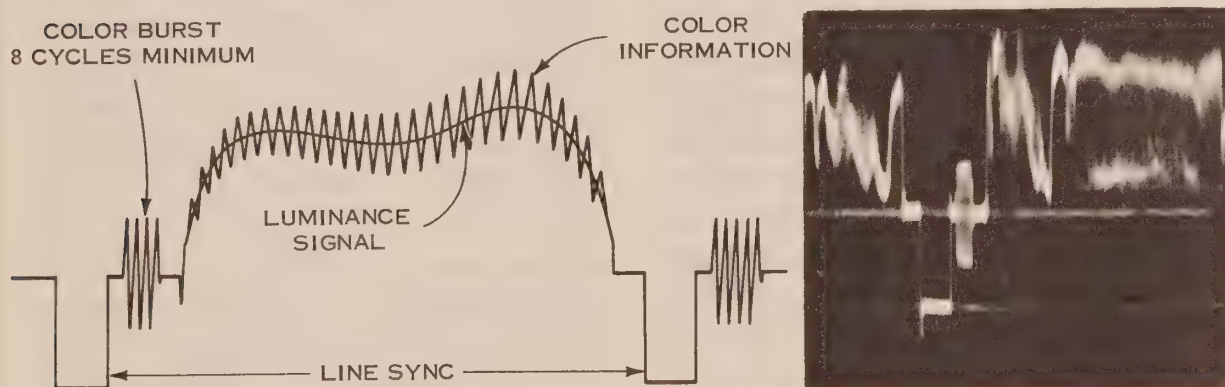 COLOR BURST
8 CYCLES MINIMUM
COLOR
INFORMATION
LUMINANCE
SIGNAL
LINE SYNC